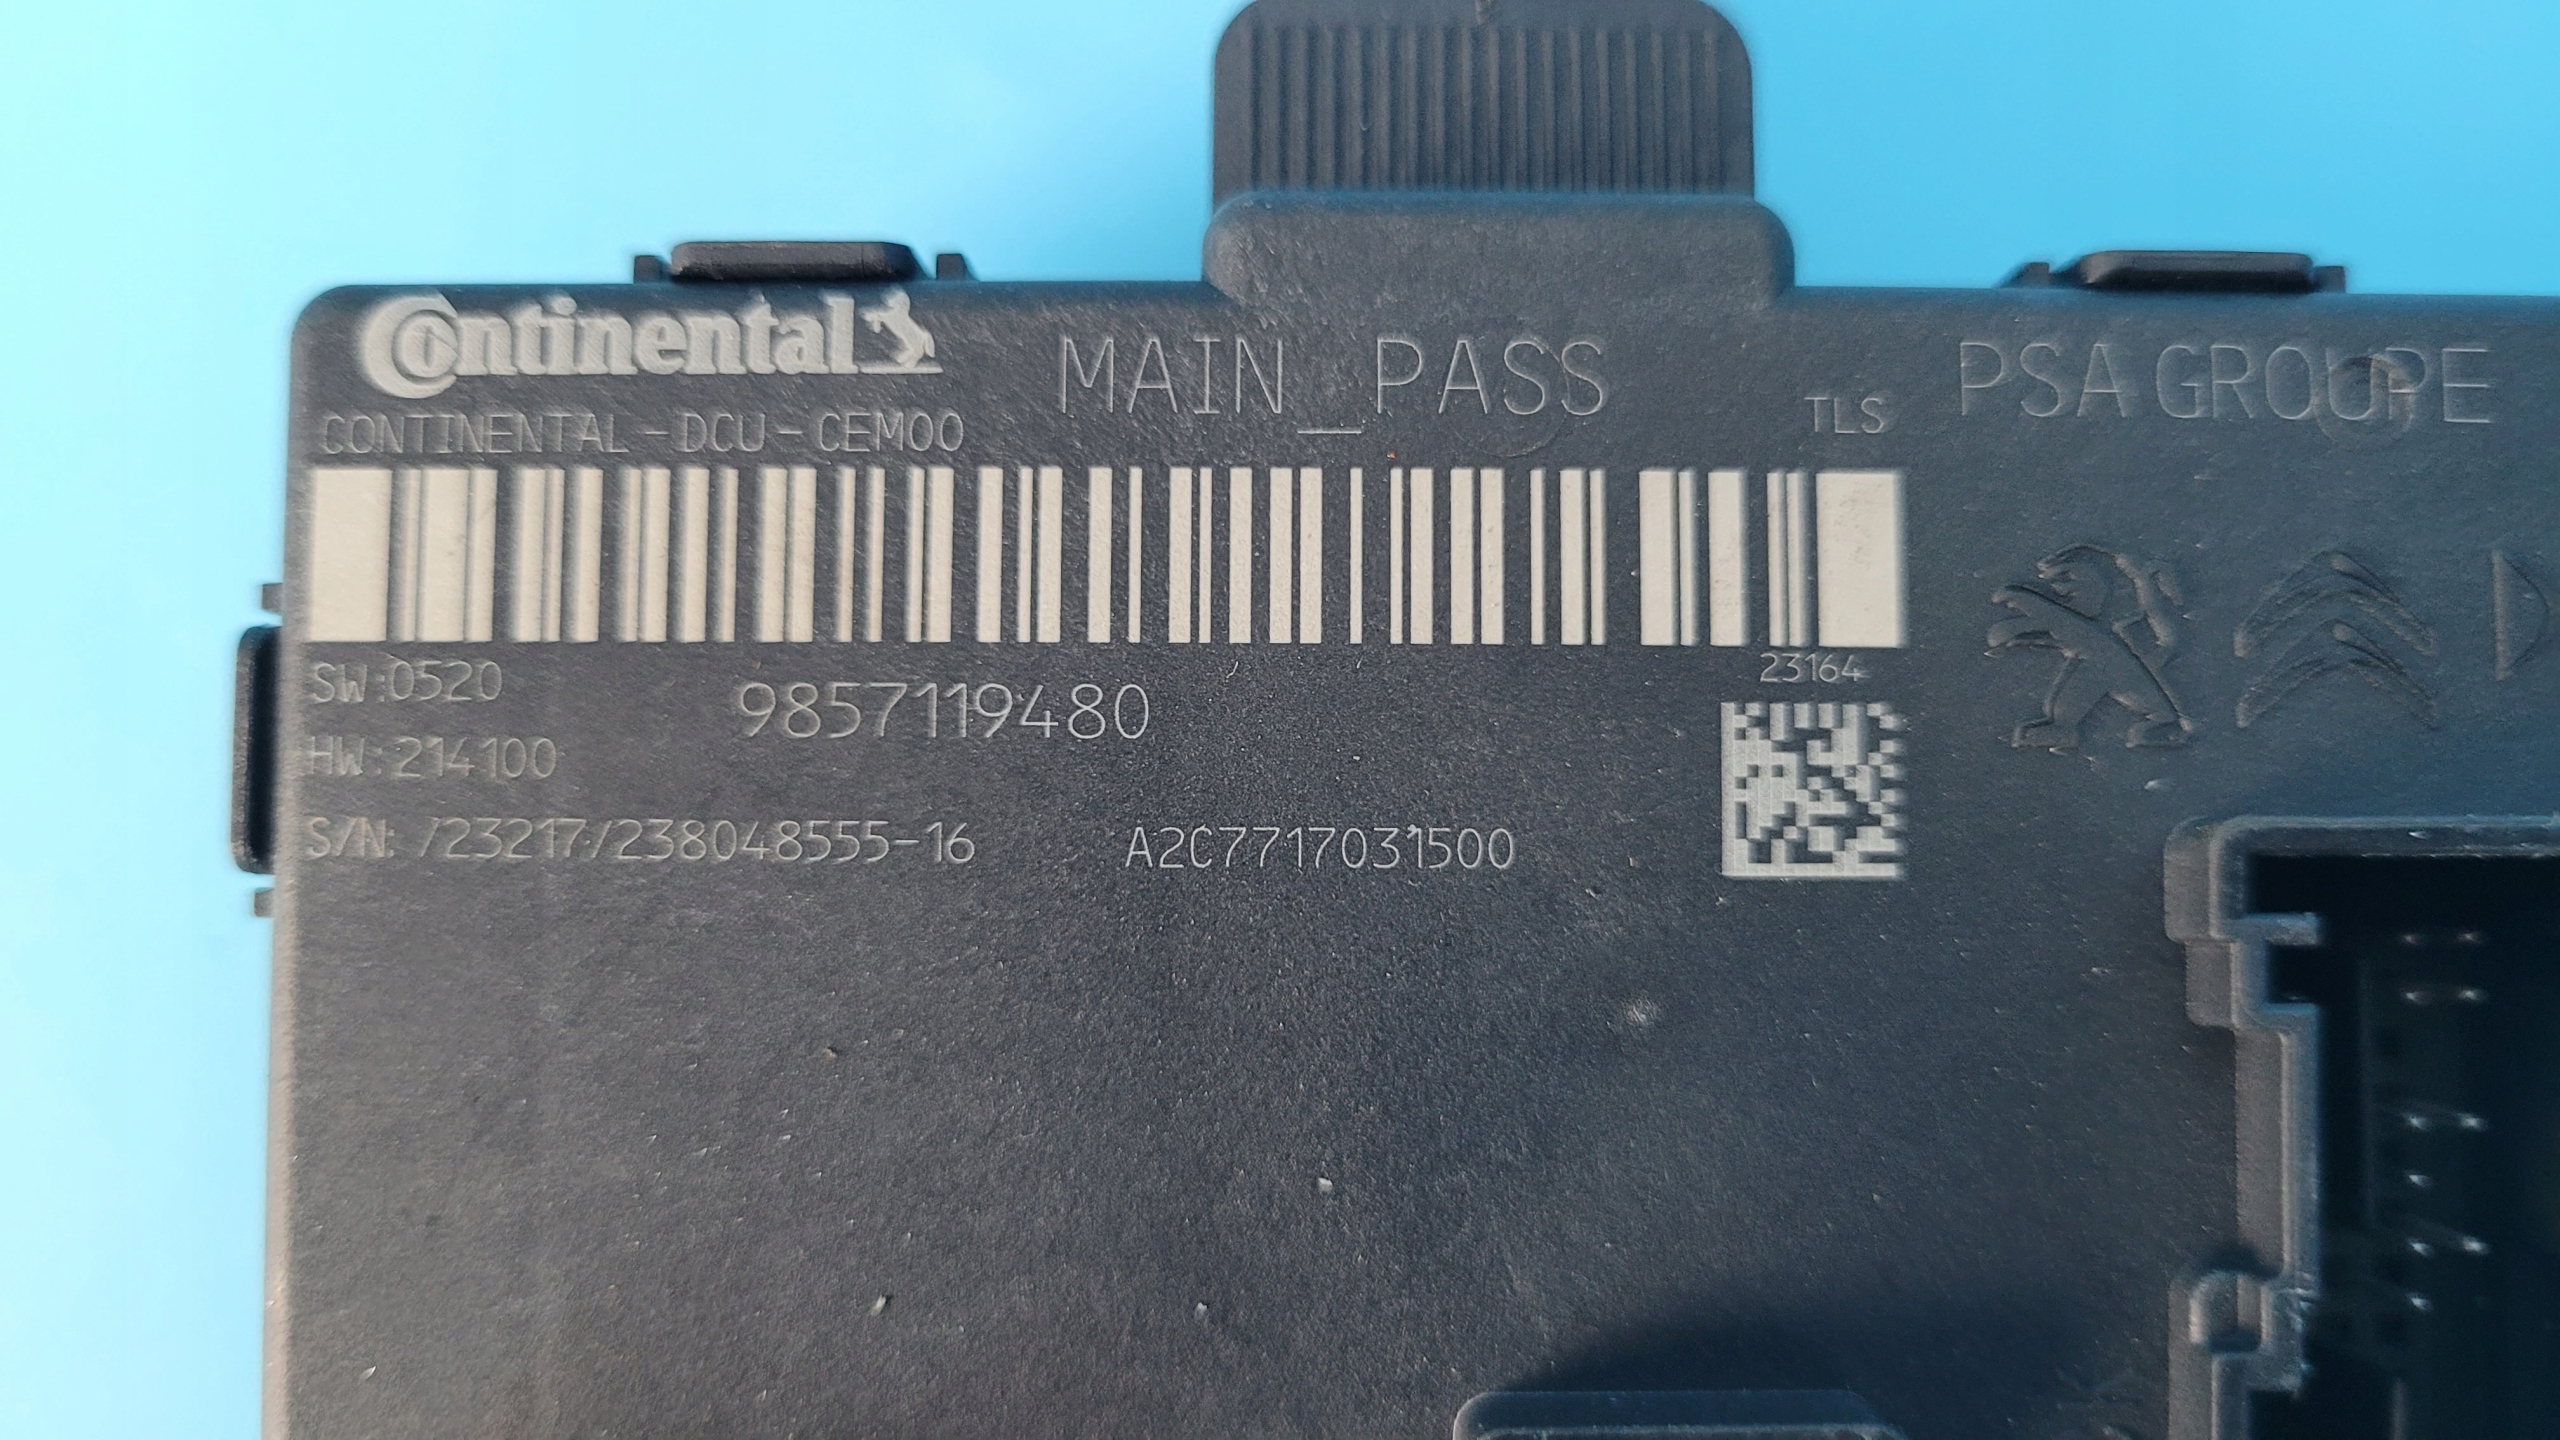 Continental
MAIN_PASS
TLS
PSA GROUPE
CONTINENTAL-DCU-CEM00
SW:0520
9857119480
23164
HW:214100
S/N: /23217/238048555-16
A2C7717031500